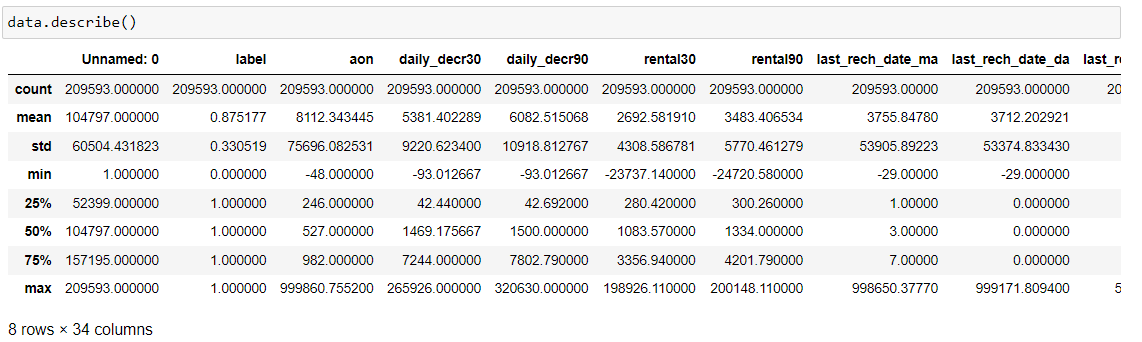 data.describe()
Unnamed: 0 label aon daily_decr30 daily_decr90 rental30 rental90 last_rech_date_ma last_rech_date_da last_r
count 209593.000000 209593.000000 209593.000000 209593.000000 209593.000000 209593.000000 209593.000000 209593.00000 209593.000000 20
mean 104797.000000 0.875177 8112.343445 5381.402289 6082.515068 2692.581910 3483.406534 3755.84780 3712.202921
std 60504.431823 0.330519 75696.082531 9220.623400 10918.812767 4308.586781 5770.461279 53905.89223 53374.833430
min 1.000000 0.000000 -48.000000 -93.012667 -93.012667 -23737.140000 -24720.580000 -29.00000 -29.000000
25% 52399.000000 1.000000 246.000000 42.440000 42.692000 280.420000 300.260000 1.00000 0.000000
50% 104797.000000 1.000000 527.000000 1469.175667 1500.000000 1083.570000 1334.000000 3.00000 0.000000
75% 157195.000000 1.000000 982.000000 7244.000000 7802.790000 3356.940000 4201.790000 7.00000 0.000000
max 209593.000000 1.000000 999860.755200 265926.000000 320630.000000 198926.110000 200148.110000 998650.37770 999171.809400 5
8 rows × 34 columns